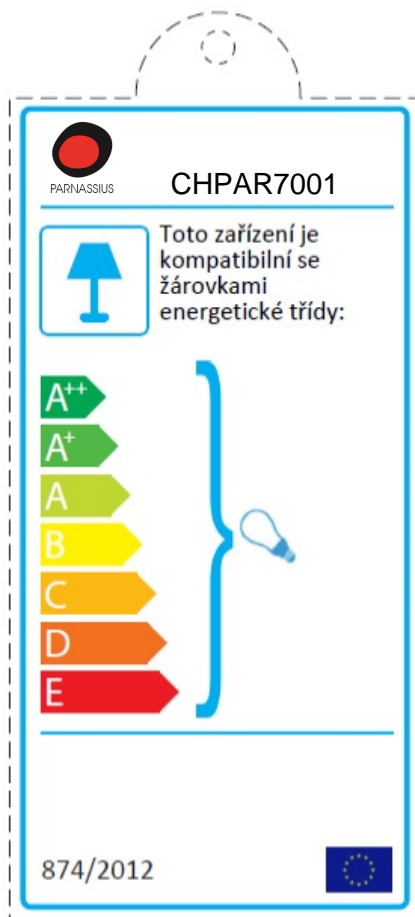 PARNASSIUS
CHPAR7001
Toto zařízení je
kompatibilní se
žárovkami
energetické třídy:
A++
A+
A
B
C
D
E
874/2012